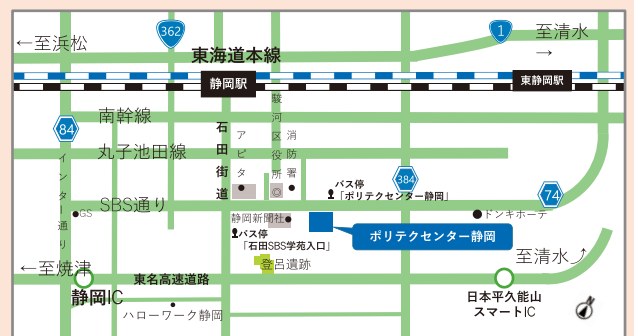 362
1
←至浜松
至清水
→
東海道本線
静岡駅
東静岡駅
南幹線
駿河区役所
84
石田街道
アピタ
消防署
丸子池田線
インター通り
バス停
「ポリテクセンター静岡」
384
74
GS
SBS通り
静岡新聞社
ドンキホーテ
バス停
「石田SBS学苑入口」
ポリテクセンター静岡
登呂遺跡
至清水
←至焼津
東名高速道路
静岡IC
日本平久能山
スマートIC
ハローワーク静岡